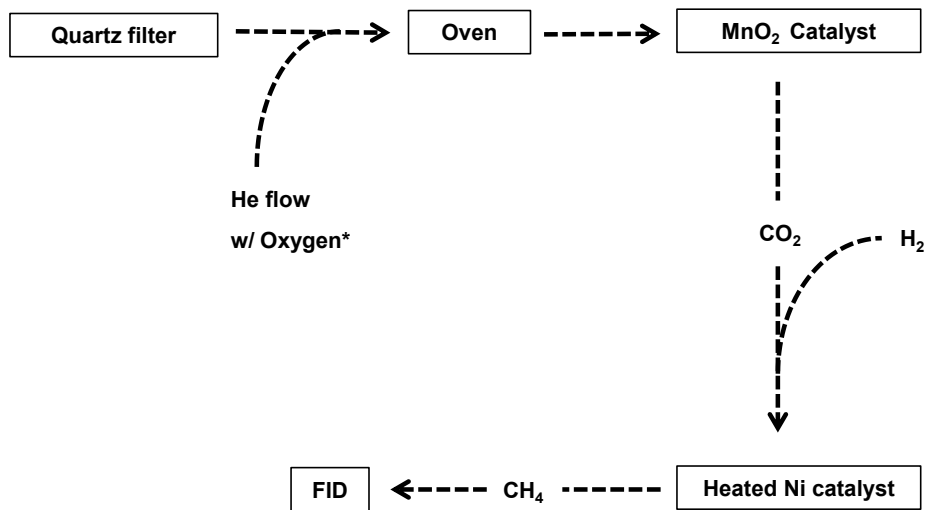 Quartz filter
Oven
MnO₂ Catalyst
He flow
w/ Oxygen*
CO₂
H₂
FID
CH₄
Heated Ni catalyst